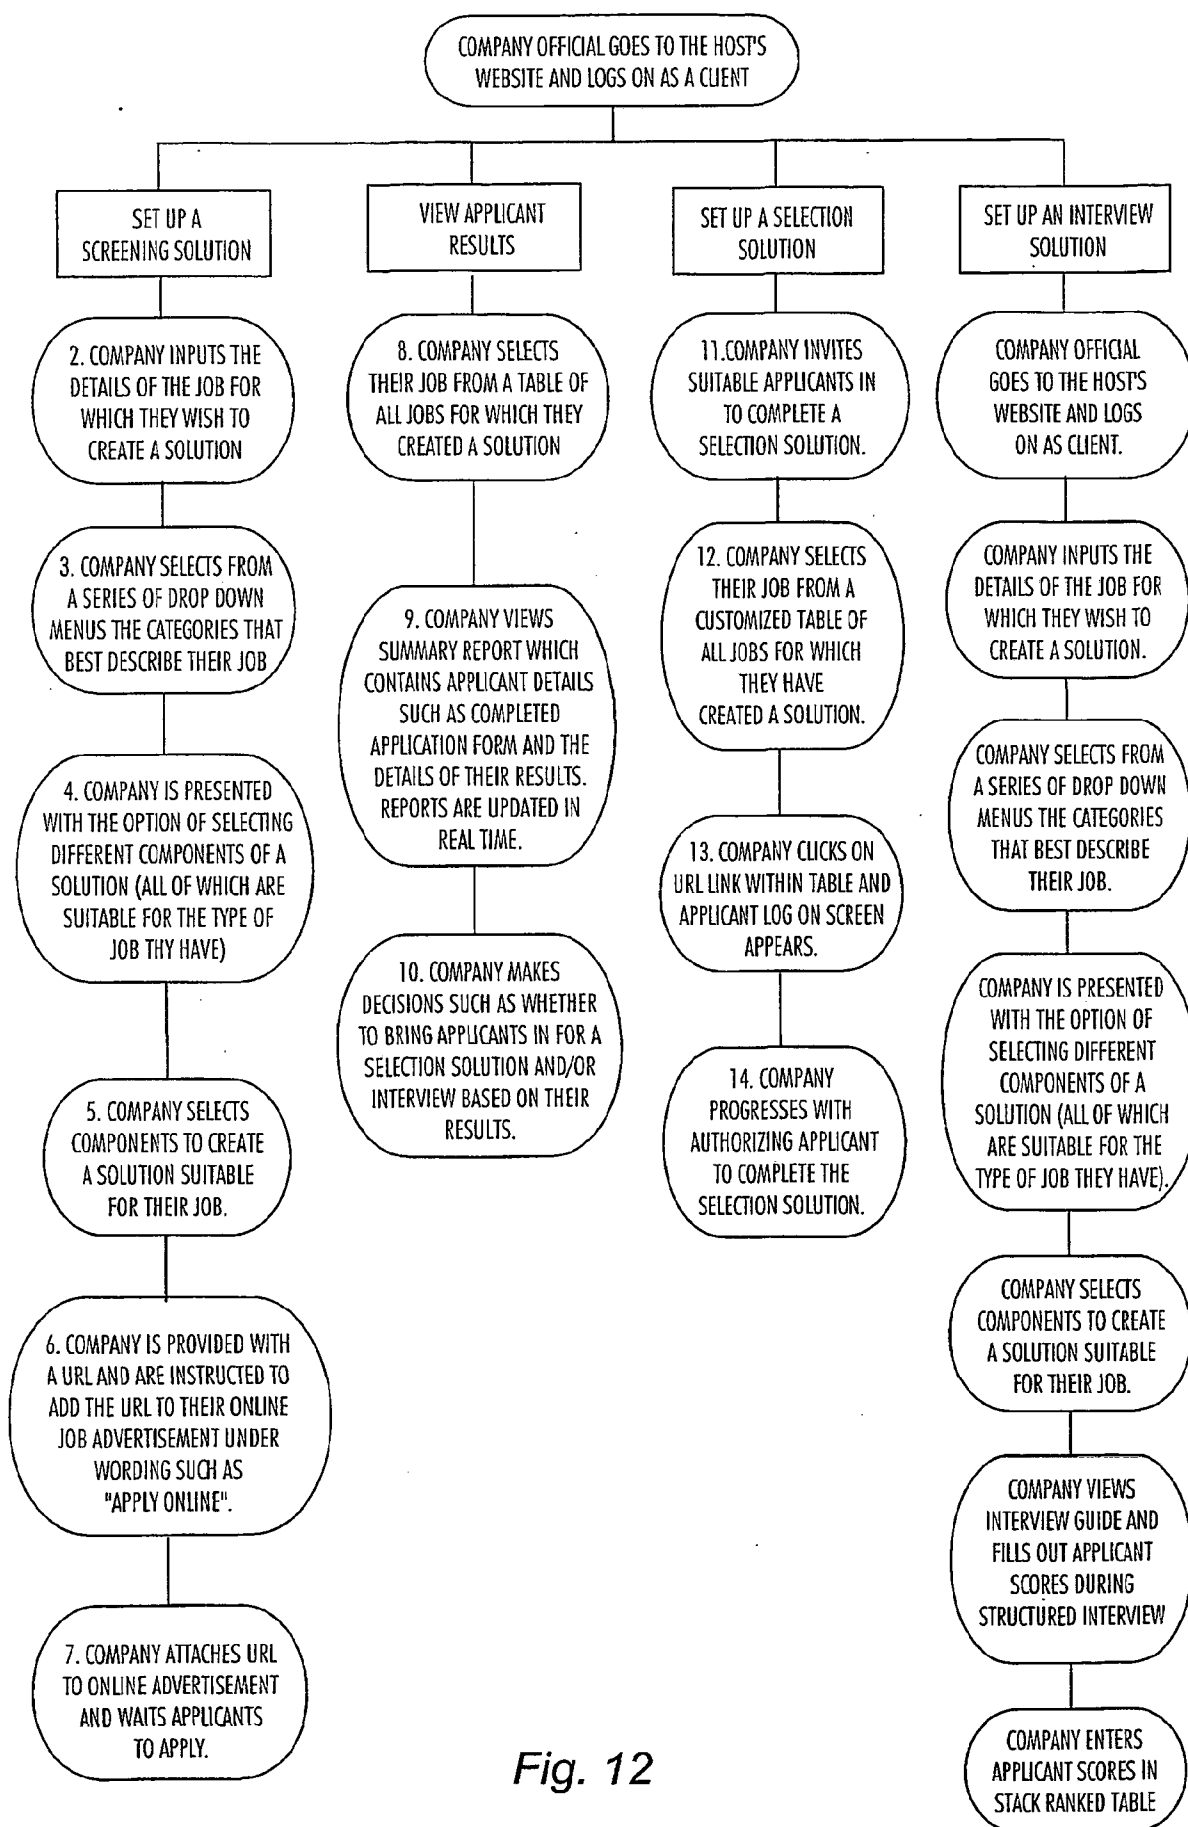 COMPANY OFFICIAL GOES TO THE HOST'S
WEBSITE AND LOGS ON AS A CLIENT
SET UP A
SCREENING SOLUTION
2. COMPANY INPUTS THE
DETAILS OF THE JOB FOR
WHICH THEY WISH TO
CREATE A SOLUTION
3. COMPANY SELECTS FROM
A SERIES OF DROP DOWN
MENUS THE CATEGORIES THAT
BEST DESCRIBE THEIR JOB
4. COMPANY IS PRESENTED
WITH THE OPTION OF SELECTING
DIFFERENT COMPONENTS OF A
SOLUTION (ALL OF WHICH ARE
SUITABLE FOR THE TYPE OF
JOB THY HAVE)
5. COMPANY SELECTS
COMPONENTS TO CREATE
A SOLUTION SUITABLE
FOR THEIR JOB.
6. COMPANY IS PROVIDED WITH
A URL AND ARE INSTRUCTED TO
ADD THE URL TO THEIR ONLINE
JOB ADVERTISEMENT UNDER
WORDING SUCH AS
"APPLY ONLINE".
7. COMPANY ATTACHES URL
TO ONLINE ADVERTISEMENT
AND WAITS APPLICANTS
TO APPLY.
VIEW APPLICANT
RESULTS
8. COMPANY SELECTS
THEIR JOB FROM A TABLE OF
ALL JOBS FOR WHICH THEY
CREATED A SOLUTION
9. COMPANY VIEWS
SUMMARY REPORT WHICH
CONTAINS APPLICANT DETAILS
SUCH AS COMPLETED
APPLICATION FORM AND THE
DETAILS OF THEIR RESULTS.
REPORTS ARE UPDATED IN
REAL TIME.
10. COMPANY MAKES
DECISIONS SUCH AS WHETHER
TO BRING APPLICANTS IN FOR A
SELECTION SOLUTION AND/OR
INTERVIEW BASED ON THEIR
RESULTS.
SET UP A SELECTION
SOLUTION
11.COMPANY INVITES
SUITABLE APPLICANTS IN
TO COMPLETE A
SELECTION SOLUTION.
12. COMPANY SELECTS
THEIR JOB FROM A
CUSTOMIZED TABLE OF
ALL JOBS FOR WHICH
THEY HAVE
CREATED A SOLUTION.
13. COMPANY CLICKS ON
URL LINK WITHIN TABLE AND
APPLICANT LOG ON SCREEN
APPEARS.
14. COMPANY
PROGRESSES WITH
AUTHORIZING APPLICANT
TO COMPLETE THE
SELECTION SOLUTION.
SET UP AN INTERVIEW
SOLUTION
COMPANY OFFICIAL
GOES TO THE HOST'S
WEBSITE AND LOGS
ON AS CLIENT.
COMPANY INPUTS THE
DETAILS OF THE JOB FOR
WHICH THEY WISH TO
CREATE A SOLUTION.
COMPANY SELECTS FROM
A SERIES OF DROP DOWN
MENUS THE CATEGORIES
THAT BEST DESCRIBE
THEIR JOB.
COMPANY IS PRESENTED
WITH THE OPTION OF
SELECTING DIFFERENT
COMPONENTS OF A
SOLUTION (ALL OF WHICH
ARE SUITABLE FOR THE
TYPE OF JOB THEY HAVE).
COMPANY SELECTS
COMPONENTS TO CREATE
A SOLUTION SUITABLE
FOR THEIR JOB.
COMPANY VIEWS
INTERVIEW GUIDE AND
FILLS OUT APPLICANT
SCORES DURING
STRUCTURED INTERVIEW
COMPANY ENTERS
APPLICANT SCORES IN
STACK RANKED TABLE
Fig. 12